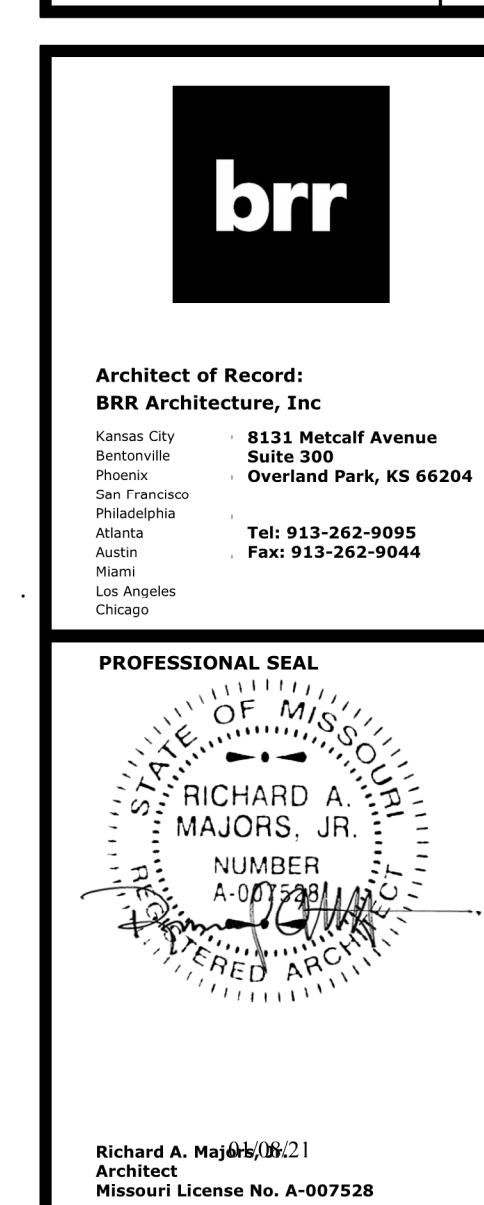 brr
Architect of Record:
BRR Architecture, Inc
Kansas City
Bentonville
Phoenix
San Francisco
Philadelphia
Atlanta
Austin
Miami
Los Angeles
Chicago
8131 Metcalf Avenue
Suite 300
Overland Park, KS 66204
Tel: 913-262-9095
Fax: 913-262-9044
PROFESSIONAL SEAL
STATE OF MISSOURI
RICHARD A.
MAJORS, JR.
NUMBER
A-007528
REGISTERED ARCHITECT
01/08/21
Richard A. Majors, Jr.
Architect
Missouri License No. A-007528